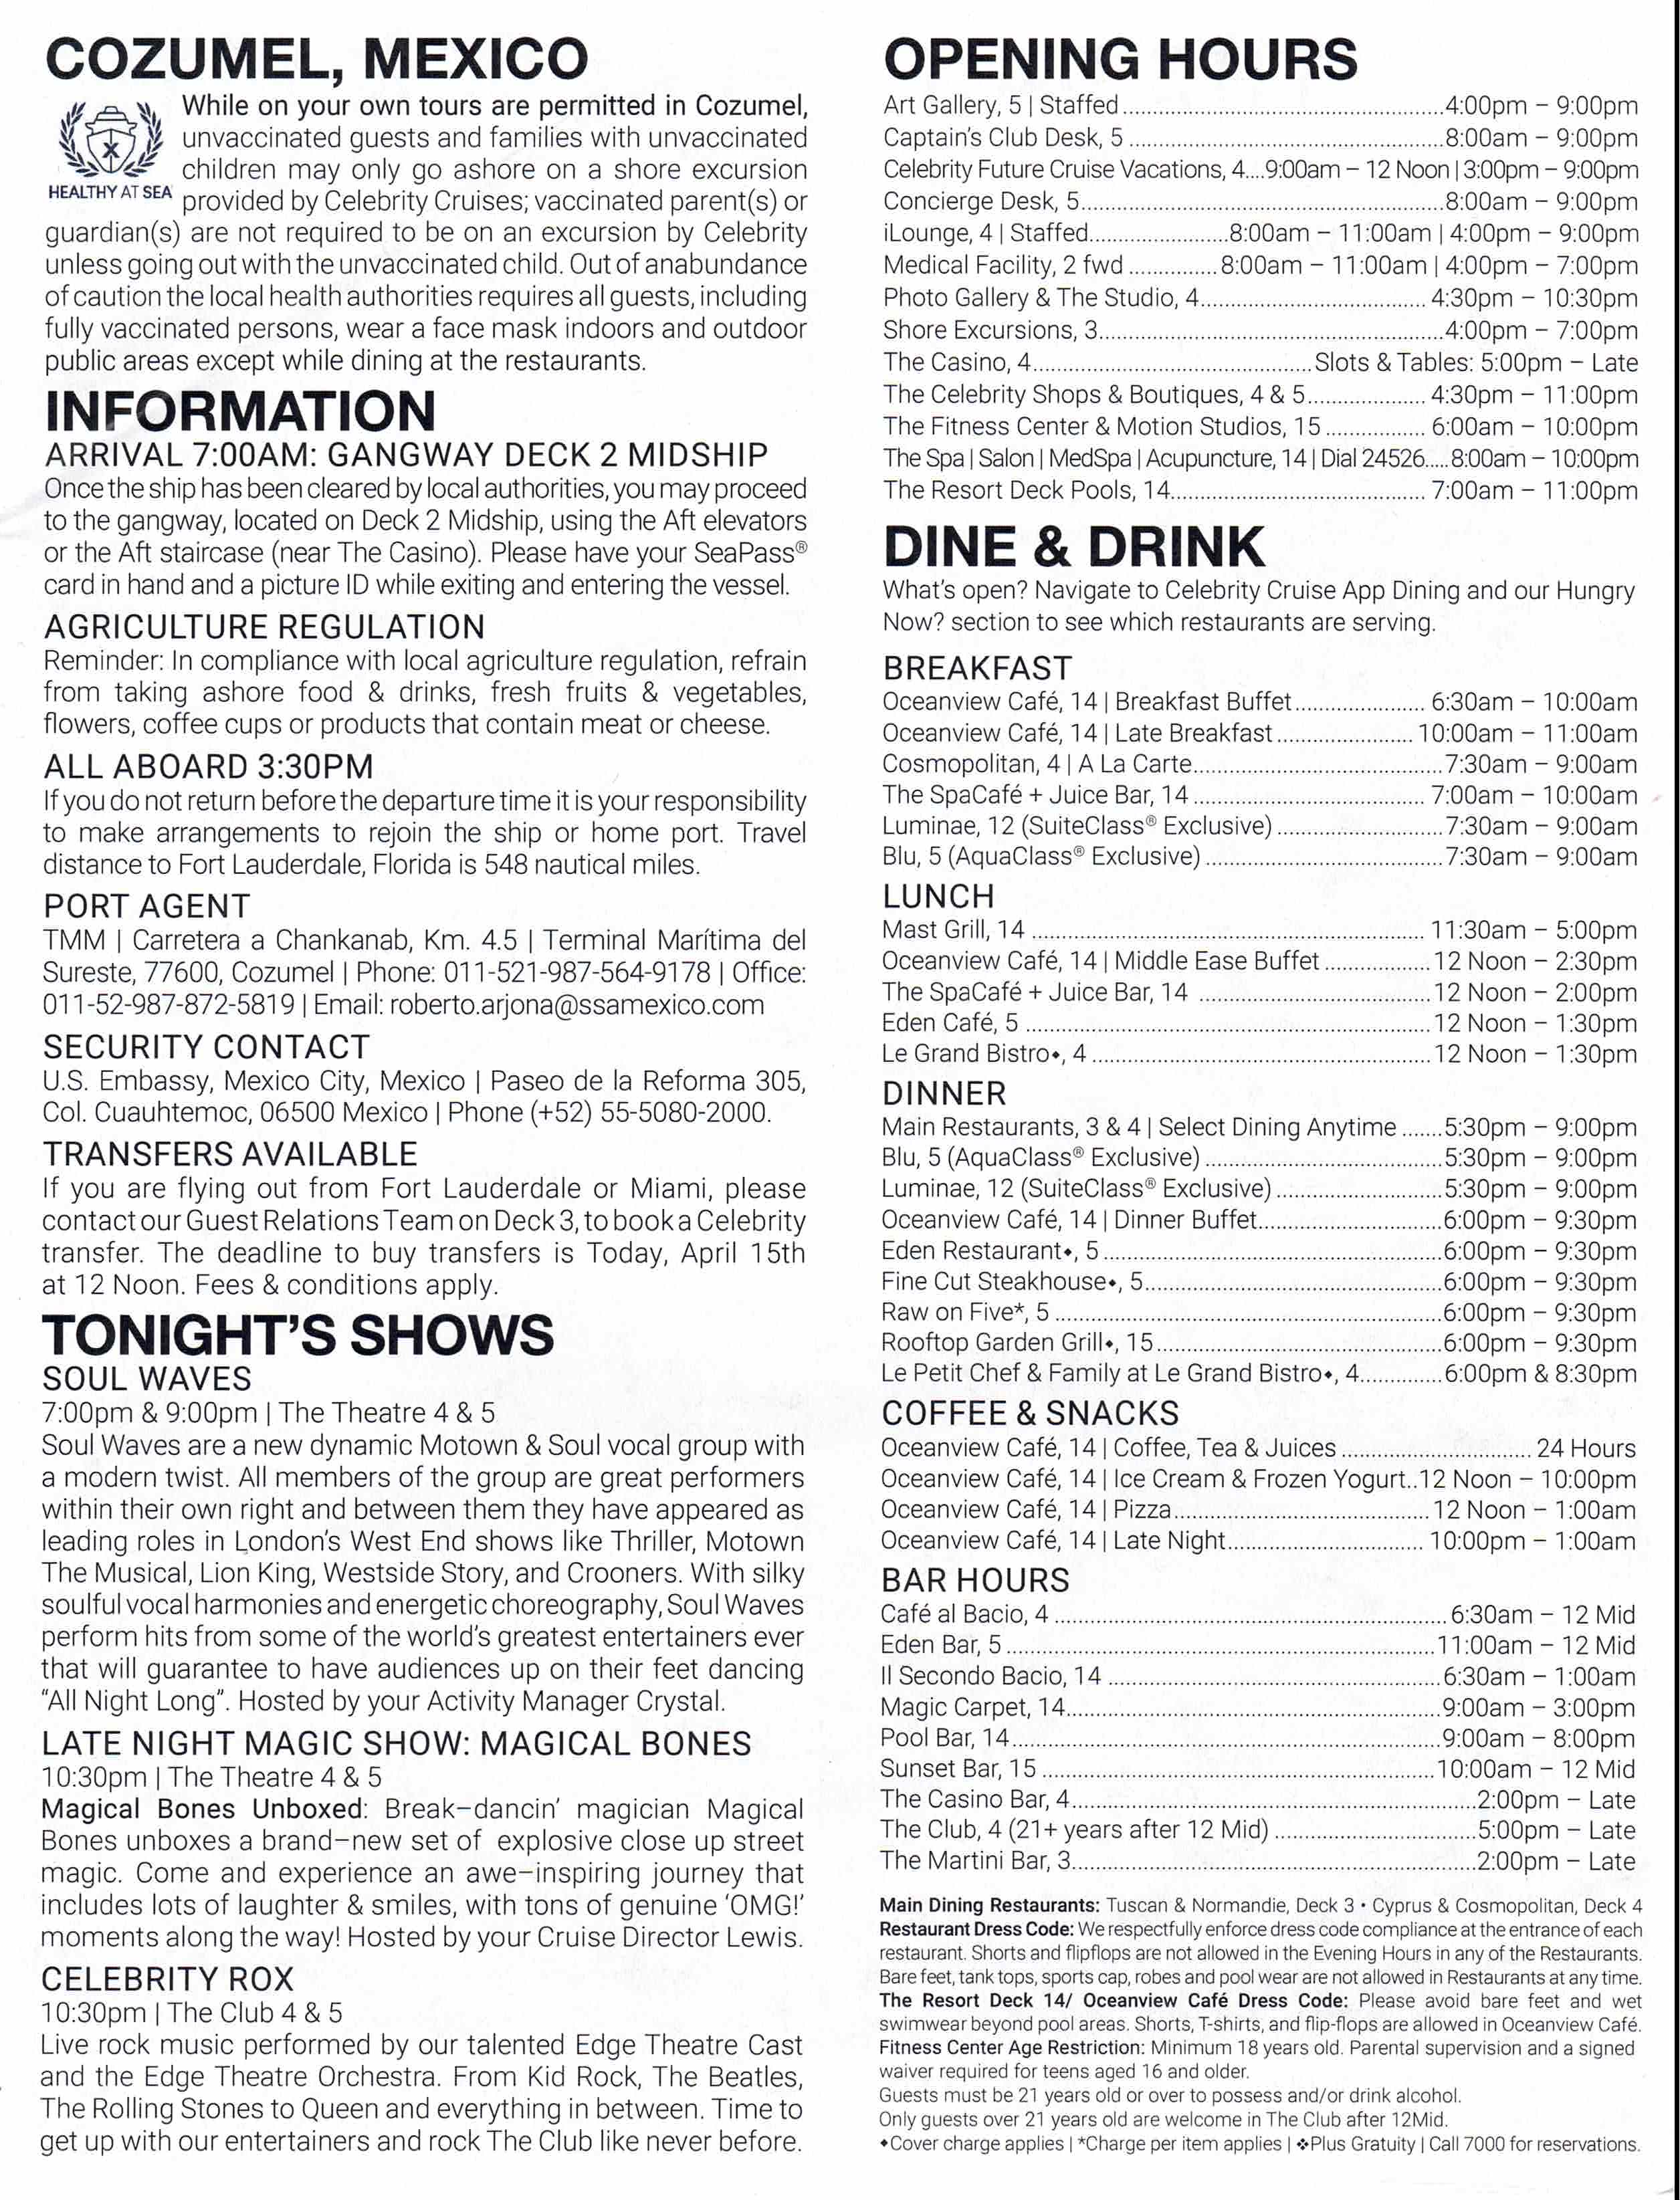 COZUMEL, MEXICO
HEALTHY AT SEA
While on your own tours are permitted in Cozumel,
unvaccinated guests and families with unvaccinated
children may only go ashore on a shore excursion
provided by Celebrity Cruises; vaccinated parent(s) or
guardian(s) are not required to be on an excursion by Celebrity
unless going out with the unvaccinated child. Out of anabundance
of caution the local health authorities requires all guests, including
fully vaccinated persons, wear a face mask indoors and outdoor
public areas except while dining at the restaurants.
INFORMATION
ARRIVAL 7:00AM: GANGWAY DECK 2 MIDSHIP
Once the ship has been cleared by local authorities, you may proceed
to the gangway, located on Deck 2 Midship, using the Aft elevators
or the Aft staircase (near The Casino). Please have your SeaPass®
card in hand and a picture ID while exiting and entering the vessel.
AGRICULTURE REGULATION
Reminder: In compliance with local agriculture regulation, refrain
from taking ashore food & drinks, fresh fruits & vegetables,
flowers, coffee cups or products that contain meat or cheese.
ALL ABOARD 3:30PM
If you do not return before the departure time it is your responsibility
to make arrangements to rejoin the ship or home port. Travel
distance to Fort Lauderdale, Florida is 548 nautical miles.
PORT AGENT
TMM | Carretera a Chankanab, Km. 4.5 | Terminal Marítima del
Sureste, 77600, Cozumel | Phone: 011-521-987-564-9178 | Office:
011-52-987-872-5819 | Email: roberto.arjona@ssamexico.com
SECURITY CONTACT
U.S. Embassy, Mexico City, Mexico | Paseo de la Reforma 305,
Col. Cuauhtemoc, 06500 Mexico | Phone (+52) 55-5080-2000.
TRANSFERS AVAILABLE
If you are flying out from Fort Lauderdale or Miami, please
contact our Guest Relations Team on Deck 3, to book a Celebrity
transfer. The deadline to buy transfers is Today, April 15th
at 12 Noon. Fees & conditions apply.
TONIGHT'S SHOWS
SOUL WAVES
7:00pm & 9:00pm | The Theatre 4 & 5
Soul Waves are a new dynamic Motown & Soul vocal group with
a modern twist. All members of the group are great performers
within their own right and between them they have appeared as
leading roles in London's West End shows like Thriller, Motown
The Musical, Lion King, Westside Story, and Crooners. With silky
soulful vocal harmonies and energetic choreography, Soul Waves
perform hits from some of the world's greatest entertainers ever
that will guarantee to have audiences up on their feet dancing
"All Night Long". Hosted by your Activity Manager Crystal.
LATE NIGHT MAGIC SHOW: MAGICAL BONES
10:30pm | The Theatre 4 & 5
Magical Bones Unboxed: Break-dancin' magician Magical
Bones unboxes a brand-new set of explosive close up street
magic. Come and experience an awe-inspiring journey that
includes lots of laughter & smiles, with tons of genuine 'OMG!'
moments along the way! Hosted by your Cruise Director Lewis.
CELEBRITY ROX
10:30pm | The Club 4 & 5
Live rock music performed by our talented Edge Theatre Cast
and the Edge Theatre Orchestra. From Kid Rock, The Beatles,
The Rolling Stones to Queen and everything in between. Time to
get up with our entertainers and rock The Club like never before.
OPENING HOURS
Art Gallery, 5 | Staffed ........ 4:00pm – 9:00pm
Captain's Club Desk, 5 ........ 8:00am – 9:00pm
Celebrity Future Cruise Vacations, 4....9:00am – 12 Noon | 3:00pm – 9:00pm
Concierge Desk, 5........ 8:00am – 9:00pm
iLounge, 4 | Staffed........ 8:00am – 11:00am | 4:00pm – 9:00pm
Medical Facility, 2 fwd ........ 8:00am – 11:00am | 4:00pm – 7:00pm
Photo Gallery & The Studio, 4........ 4:30pm – 10:30pm
Shore Excursions, 3........ 4:00pm – 7:00pm
The Casino, 4........ Slots & Tables: 5:00pm – Late
The Celebrity Shops & Boutiques, 4 & 5........ 4:30pm – 11:00pm
The Fitness Center & Motion Studios, 15 ........ 6:00am – 10:00pm
The Spa | Salon | MedSpa | Acupuncture, 14 | Dial 24526.....8:00am – 10:00pm
The Resort Deck Pools, 14........ 7:00am – 11:00pm
DINE & DRINK
What's open? Navigate to Celebrity Cruise App Dining and our Hungry
Now? section to see which restaurants are serving.
BREAKFAST
Oceanview Café, 14 | Breakfast Buffet........ 6:30am – 10:00am
Oceanview Café, 14 | Late Breakfast ........ 10:00am – 11:00am
Cosmopolitan, 4 | A La Carte........ 7:30am – 9:00am
The SpaCafé + Juice Bar, 14 ........ 7:00am – 10:00am
Luminae, 12 (SuiteClass® Exclusive) ........ 7:30am – 9:00am
Blu, 5 (AquaClass® Exclusive) ........ 7:30am – 9:00am
LUNCH
Mast Grill, 14 ........ 11:30am – 5:00pm
Oceanview Café, 14 | Middle Ease Buffet ........ 12 Noon – 2:30pm
The SpaCafé + Juice Bar, 14 ........ 12 Noon – 2:00pm
Eden Café, 5 ........ 12 Noon – 1:30pm
Le Grand Bistro⬥, 4 ........ 12 Noon – 1:30pm
DINNER
Main Restaurants, 3 & 4 | Select Dining Anytime .......5:30pm – 9:00pm
Blu, 5 (AquaClass® Exclusive) ........ 5:30pm – 9:00pm
Luminae, 12 (SuiteClass® Exclusive) ........ 5:30pm – 9:00pm
Oceanview Café, 14 | Dinner Buffet........ 6:00pm – 9:30pm
Eden Restaurant⬥, 5 ........ 6:00pm – 9:30pm
Fine Cut Steakhouse⬥, 5........ 6:00pm – 9:30pm
Raw on Five*, 5 ........ 6:00pm – 9:30pm
Rooftop Garden Grill⬥, 15........ 6:00pm – 9:30pm
Le Petit Chef & Family at Le Grand Bistro⬥, 4........ 6:00pm & 8:30pm
COFFEE & SNACKS
Oceanview Café, 14 | Coffee, Tea & Juices ........ 24 Hours
Oceanview Café, 14 | Ice Cream & Frozen Yogurt..12 Noon – 10:00pm
Oceanview Café, 14 | Pizza........ 12 Noon – 1:00am
Oceanview Café, 14 | Late Night........ 10:00pm – 1:00am
BAR HOURS
Café al Bacio, 4 ........ 6:30am – 12 Mid
Eden Bar, 5 ........ 11:00am – 12 Mid
Il Secondo Bacio, 14 ........ 6:30am – 1:00am
Magic Carpet, 14........ 9:00am – 3:00pm
Pool Bar, 14........ 9:00am – 8:00pm
Sunset Bar, 15 ........ 10:00am – 12 Mid
The Casino Bar, 4........ 2:00pm – Late
The Club, 4 (21+ years after 12 Mid) ........ 5:00pm – Late
The Martini Bar, 3........ 2:00pm – Late
Main Dining Restaurants: Tuscan & Normandie, Deck 3 • Cyprus & Cosmopolitan, Deck 4
Restaurant Dress Code: We respectfully enforce dress code compliance at the entrance of each
restaurant. Shorts and flipflops are not allowed in the Evening Hours in any of the Restaurants.
Bare feet, tank tops, sports cap, robes and pool wear are not allowed in Restaurants at any time.
The Resort Deck 14/ Oceanview Café Dress Code: Please avoid bare feet and wet
swimwear beyond pool areas. Shorts, T-shirts, and flip-flops are allowed in Oceanview Café.
Fitness Center Age Restriction: Minimum 18 years old. Parental supervision and a signed
waiver required for teens aged 16 and older.
Guests must be 21 years old or over to possess and/or drink alcohol.
Only guests over 21 years old are welcome in The Club after 12Mid.
⬥Cover charge applies | *Charge per item applies | ❖Plus Gratuity | Call 7000 for reservations.